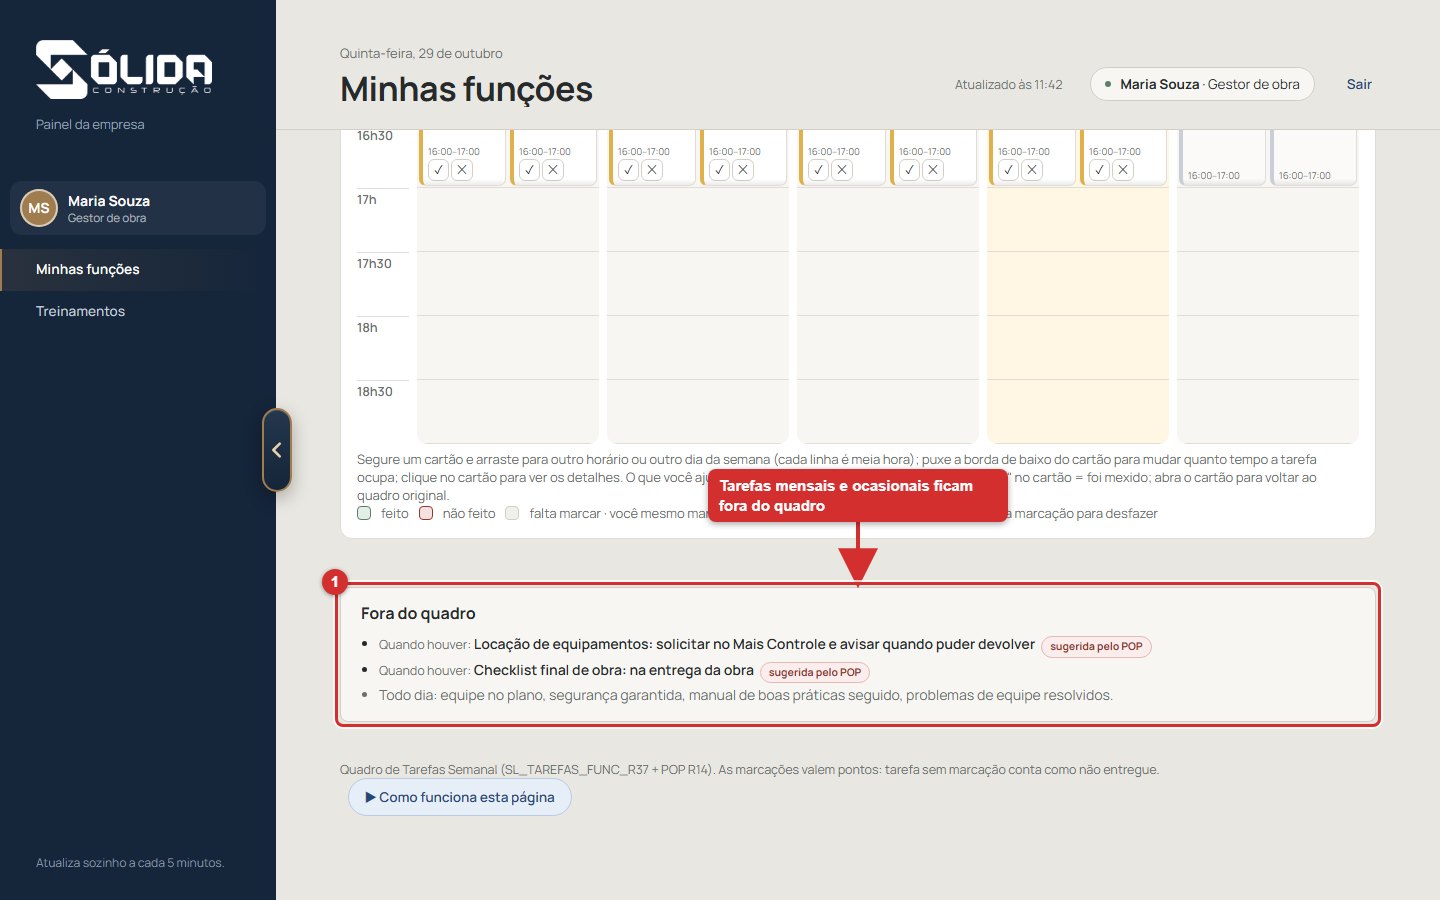 SÓLIDA
CONSTRUÇÃO
Painel da empresa
MS
Maria Souza
Gestor de obra
Minhas funções
Treinamentos
Atualiza sozinho a cada 5 minutos.
Quinta-feira, 29 de outubro
Minhas funções
Atualizado às 11:42
Maria Souza · Gestor de obra
Sair
16h30
16:00–17:00 16:00–17:00 16:00–17:00 16:00–17:00 16:00–17:00 16:00–17:00 16:00–17:00 16:00–17:00 16:00–17:00 16:00–17:00
✓ ✕ ✓ ✕ ✓ ✕ ✓ ✕ ✓ ✕ ✓ ✕ ✓ ✕ ✓ ✕
17h
17h30
18h
18h30
Segure um cartão e arraste para outro horário ou outro dia da semana (cada linha é meia hora); puxe a borda de baixo do cartão para mudar quanto tempo a tarefa
ocupa; clique no cartão para ver os detalhes. O que você no cartão = foi mexido; abra o cartão para voltar ao
quadro original.
feito não feito falta marcar · você mesmo a marcação para desfazer
Tarefas mensais e ocasionais ficam
fora do quadro
1
Fora do quadro
• Quando houver: Locação de equipamentos: solicitar no Mais Controle e avisar quando puder devolver sugerida pelo POP
• Quando houver: Checklist final de obra: na entrega da obra sugerida pelo POP
• Todo dia: equipe no plano, segurança garantida, manual de boas práticas seguido, problemas de equipe resolvidos.
Quadro de Tarefas Semanal (SL_TAREFAS_FUNC_R37 + POP R14). As marcações valem pontos: tarefa sem marcação conta como não entregue.
▶ Como funciona esta página